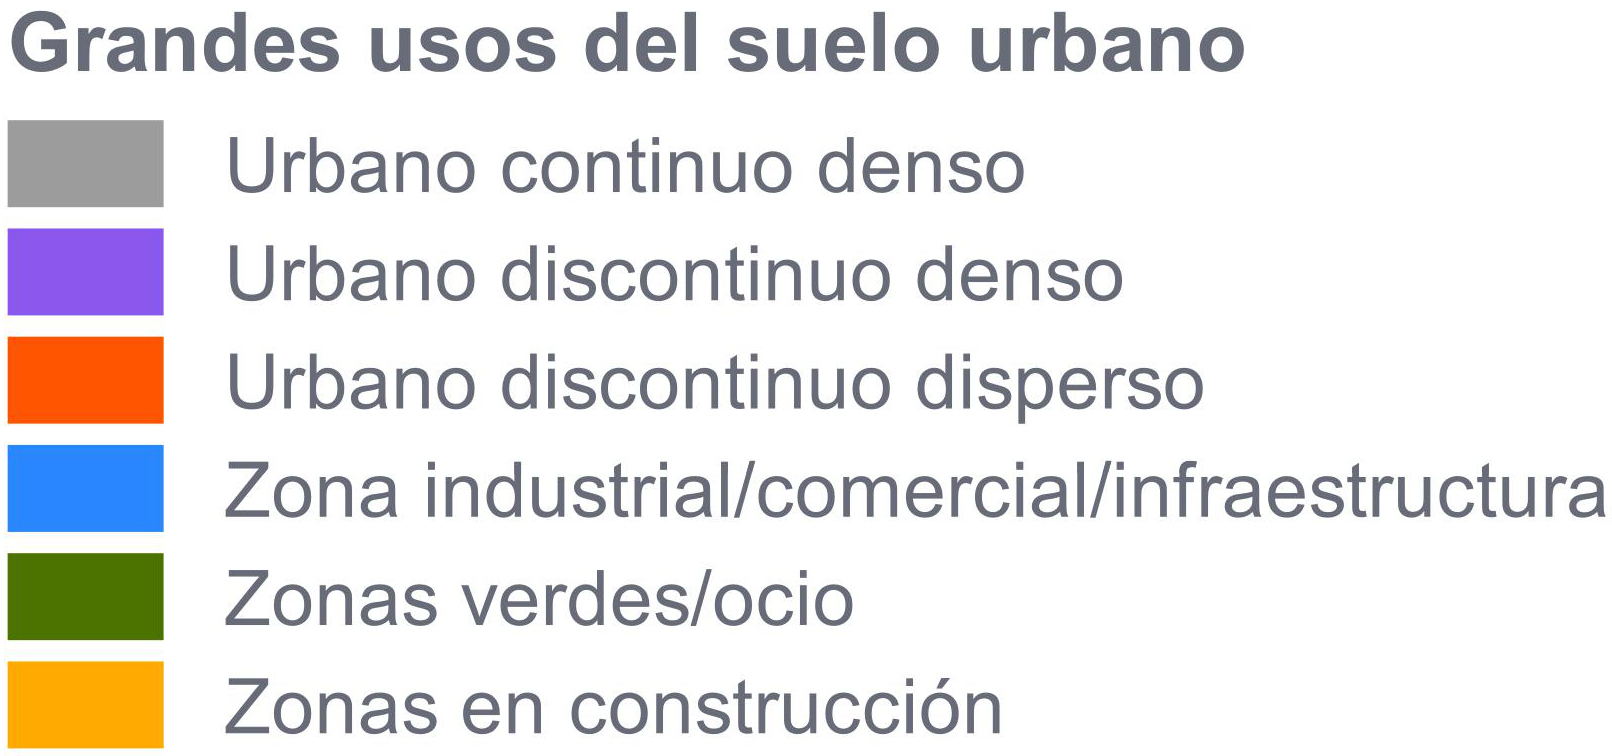 Grandes usos del suelo urbano
Urbano continuo denso
Urbano discontinuo denso
Urbano discontinuo disperso
Zona industrial/comercial/infraestructura
Zonas verdes/ocio
Zonas en construcción